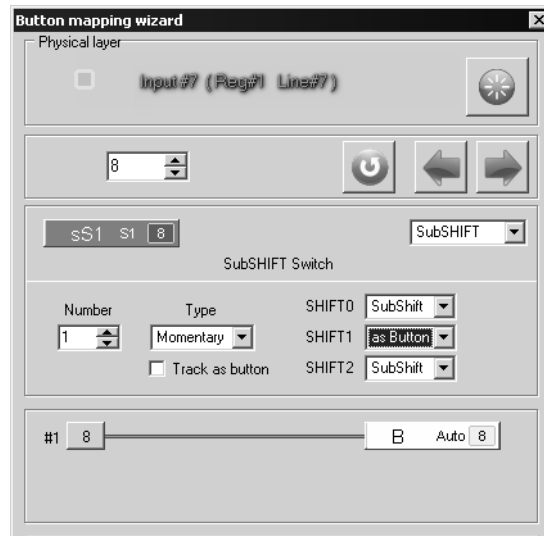 Button mapping wizard
Physical layer
Input #7 ( Reg#1 Line#7 )
8
sS1 S1 8 SubSHIFT
SubSHIFT Switch
Number Type SHIFT0 SubShift
1 Momentary SHIFT1 as Button
Track as button SHIFT2 SubShift
#1 8 B Auto 8